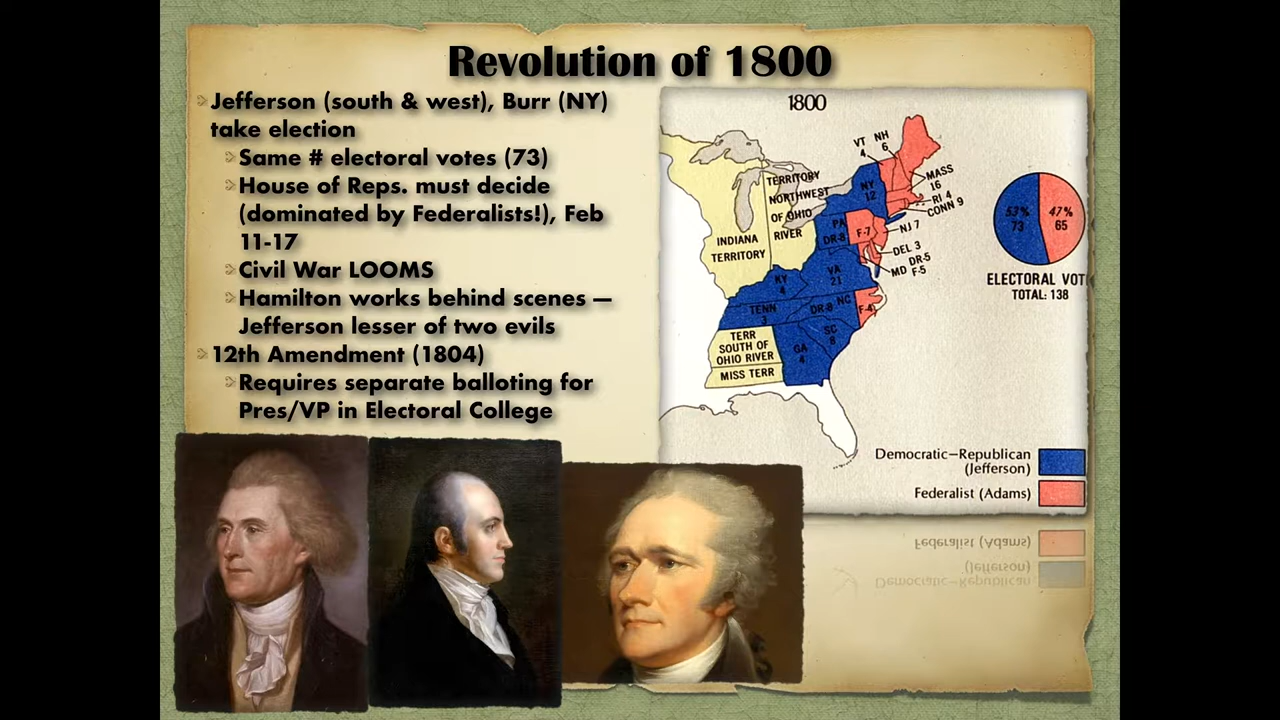 Revolution of 1800
Jefferson (south & west), Burr (NY)
take election
Same # electoral votes (73)
House of Reps. must decide
(dominated by Federalists!), Feb
11-17
Civil War LOOMS
Hamilton works behind scenes —
Jefferson lesser of two evils
12th Amendment (1804)
Requires separate balloting for
Pres/VP in Electoral College
1800
VT
4
NH
6
MASS
16
RI 4
CONN 9
NY
12
NJ 7
PA
DR-8
F-7
DEL 3
MD
DR-5
F-5
TERRITORY
NORTHWEST
OF OHIO
RIVER
INDIANA
TERRITORY
VA
21
KY
4
TENN
3
NC
DR-8
F-4
SC
8
GA
4
TERR
SOUTH OF
OHIO RIVER
MISS TERR
53%
73
47%
65
ELECTORAL VOT
TOTAL: 138
Democratic–Republican
(Jefferson)
Federalist (Adams)
Federalist (Adams)
(Jefferson)
Democratic–Republican